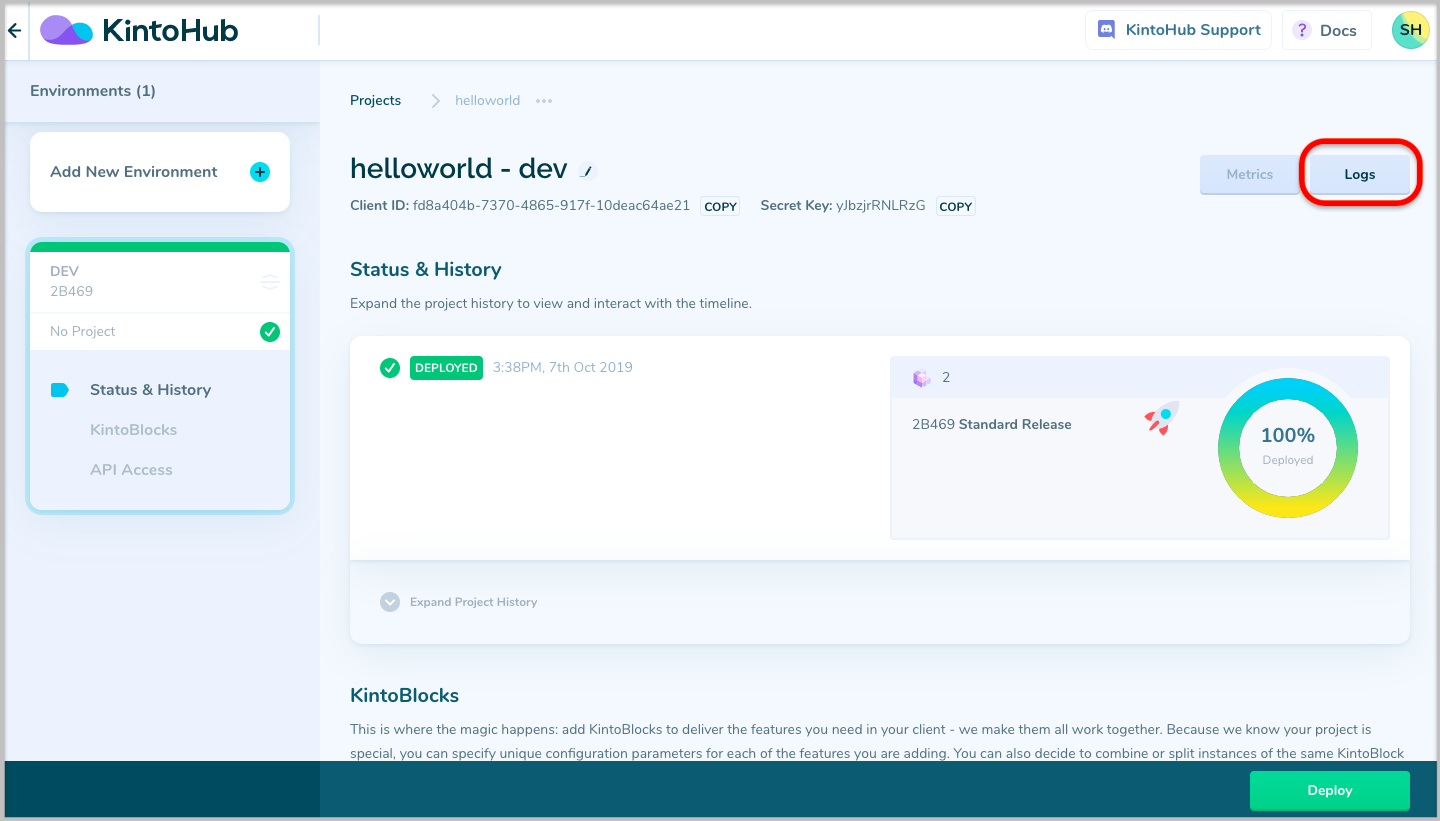 KintoHub
KintoHub Support
? Docs
SH
Environments (1)
Add New Environment
DEV
2B469
No Project
Status & History
KintoBlocks
API Access
Projects
helloworld
helloworld - dev
Metrics
Logs
Client ID: fd8a404b-7370-4865-917f-10deac64ae21 COPY Secret Key: yJbzjrRNLRzG COPY
Status & History
Expand the project history to view and interact with the timeline.
DEPLOYED 3:38PM, 7th Oct 2019
2
2B469 Standard Release
100%
Deployed
Expand Project History
KintoBlocks
This is where the magic happens: add KintoBlocks to deliver the features you need in your client - we make them all work together. Because we know your project is
special, you can specify unique configuration parameters for each of the features you are adding. You can also decide to combine or split instances of the same KintoBlock
Deploy